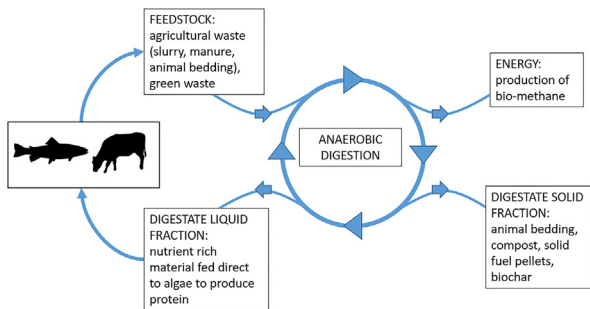 FEEDSTOCK:
agricultural waste
(slurry, manure,
animal bedding),
green waste
ENERGY:
production of
bio-methane
ANAEROBIC
DIGESTION
DIGESTATE LIQUID
FRACTION:
nutrient rich
material fed direct
to algae to produce
protein
DIGESTATE SOLID
FRACTION:
animal bedding,
compost, solid
fuel pellets,
biochar